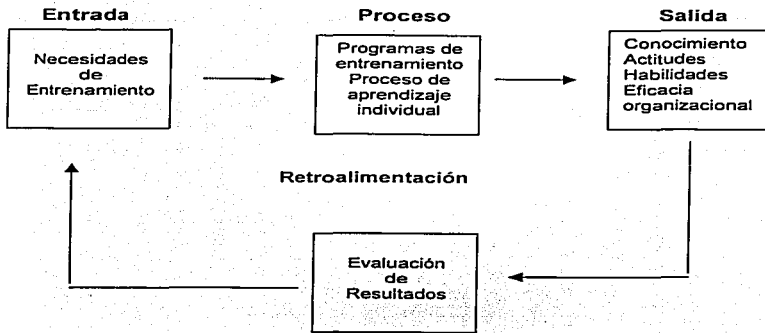 Entrada
Necesidades
de
Entrenamiento
Proceso
Programas de
entrenamiento
Proceso de
aprendizaje
individual
Salida
Conocimiento
Actitudes
Habilidades
Eficacia
organizacional
Retroalimentación
Evaluación
de
Resultados